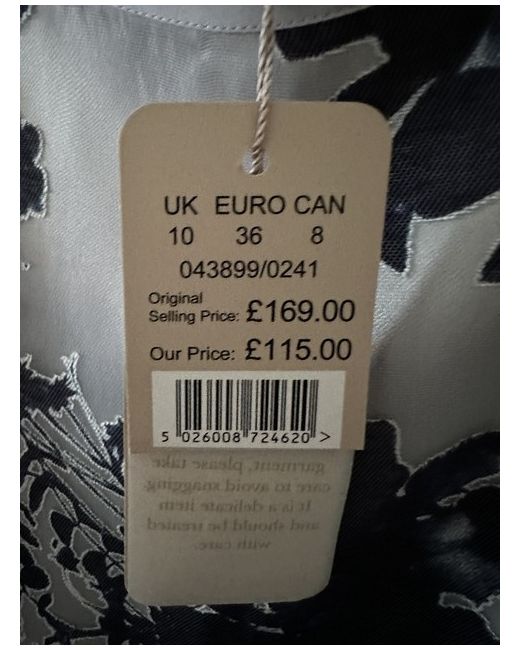 UK EURO CAN
10 36 8
043899/0241
Original
Selling Price: £169.00
Our Price: £115.00
5 026008 724620 >
garment, please take
care to avoid snagging
It is a delicate item
and should be treated
with care.